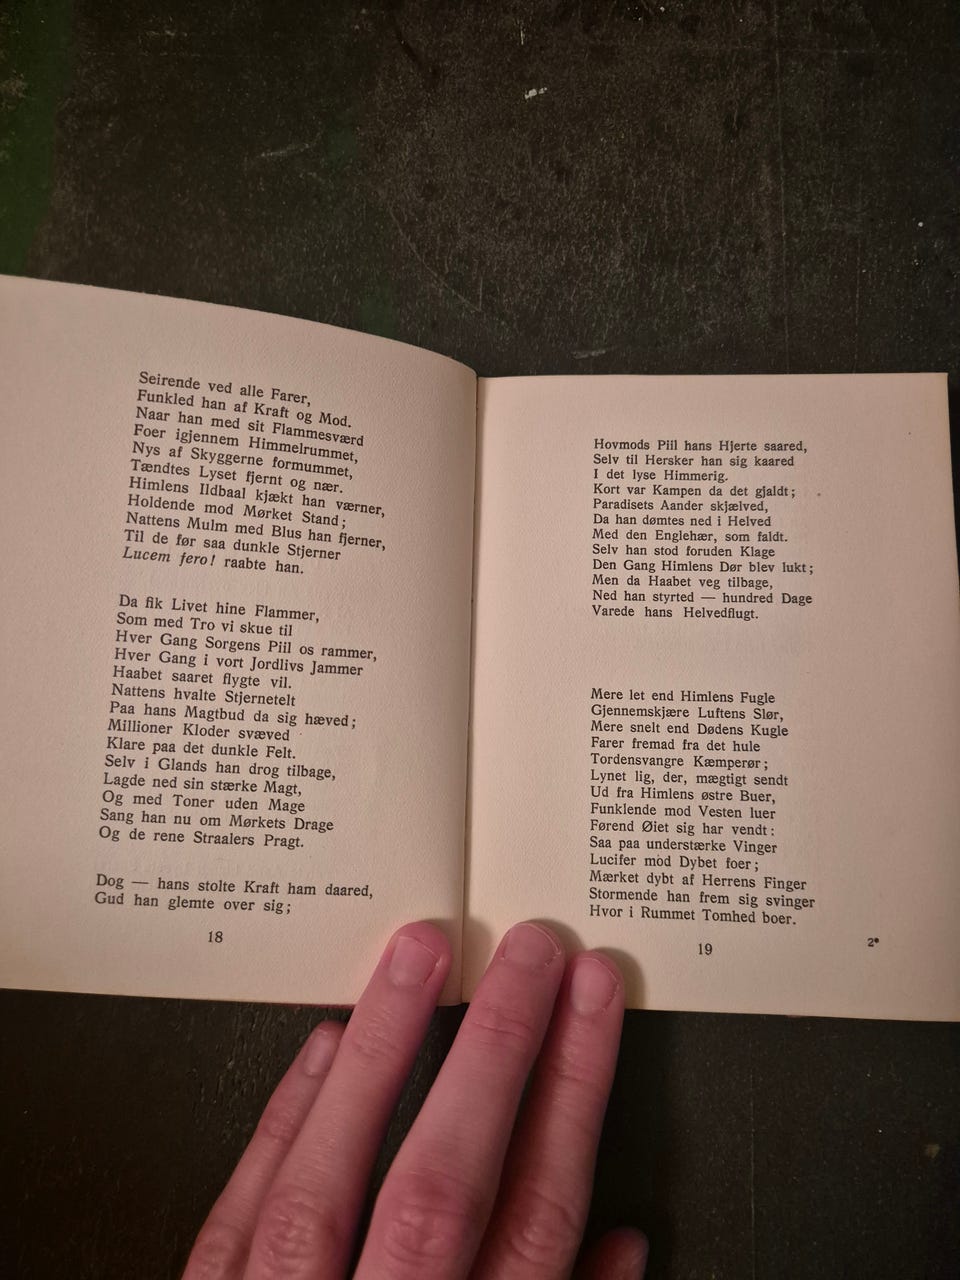 Seirende ved alle Farer,
Funkled han af Kraft og Mod.
Naar han med sit Flammesværd
Foer igjennem Himmelrummet,
Nys af Skyggerne formummet,
Tændtes Lyset fjernt og nær.
Himlens Ildbaal kjækt han værner,
Holdende mod Mørket Stand;
Nattens Mulm med Blus han fjerner,
Til de før saa dunkle Stjerner
Lucem fero! raabte han.
Da fik Livet hine Flammer,
Som med Tro vi skue til
Hver Gang Sorgens Piil os rammer,
Hver Gang i vort Jordlivs Jammer
Haabet saaret flygte vil.
Nattens hvalte Stjernetelt
Paa hans Magtbud da sig hæved;
Millioner Kloder svæved
Klare paa det dunkle Felt.
Selv i Glands han drog tilbage,
Lagde ned sin stærke Magt,
Og med Toner uden Mage
Sang han nu om Mørkets Drage
Og de rene Straalers Pragt.
Dog — hans stolte Kraft ham daared,
Gud han glemte over sig;
18
Hovmods Piil hans Hjerte saared,
Selv til Hersker han sig kaared
I det lyse Himmerig.
Kort var Kampen da det gjaldt;
Paradisets Aander skjælved,
Da han dømtes ned i Helved
Med den Englehær, som faldt.
Selv han stod foruden Klage
Den Gang Himlens Dør blev lukt;
Men da Haabet veg tilbage,
Ned han styrted — hundred Dage
Varede hans Helvedflugt.
Mere let end Himlens Fugle
Gjennemskjære Luftens Slør,
Mere snelt end Dødens Kugle
Farer fremad fra det hule
Tordensvangre Kæmperør;
Lynet lig, der, mægtigt sendt
Ud fra Himlens østre Buer,
Funklende mod Vesten luer
Førend Øiet sig har vendt:
Saa paa understærke Vinger
Lucifer mod Dybet foer;
Mærket dybt af Herrens Finger
Stormende han frem sig svinger
Hvor i Rummet Tomhed boer.
19
2*